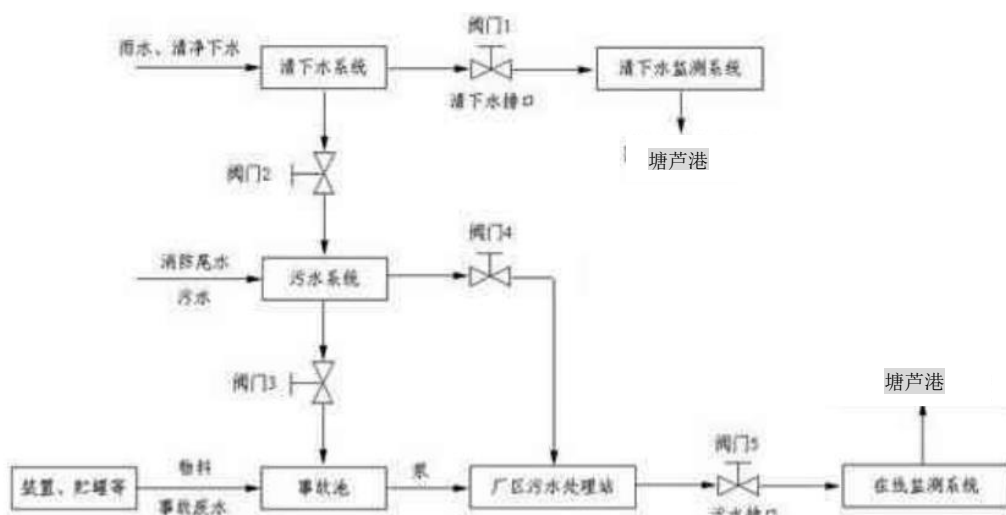 阀门1
雨水、清净下水
清下水系统
清下水监测系统
清下水排口
塘芦港
阀门2
阀门4
消防尾水
污水系统
污水
阀门3
塘芦港
阀门5
物料
泵
装置、贮罐等
事故池
厂区污水处理站
在线监测系统
事故废水
污水排口